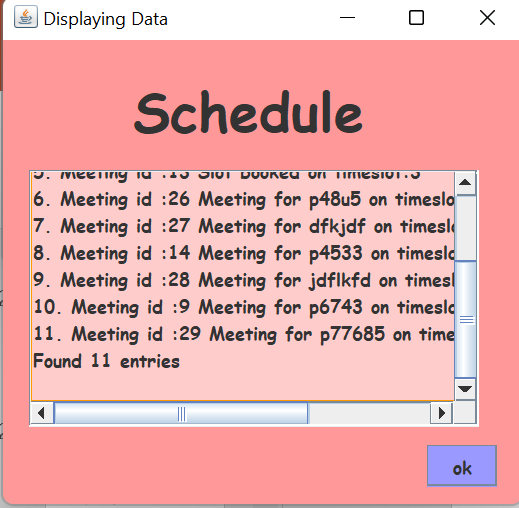 Displaying Data
Schedule
5. Meeting id :13 Slot booked on timeslot:3
6. Meeting id :26 Meeting for p48u5 on timeslo
7. Meeting id :27 Meeting for dfkjdf on timeslo
8. Meeting id :14 Meeting for p4533 on timeslo
9. Meeting id :28 Meeting for jdflkfd on timesl
10. Meeting id :9 Meeting for p6743 on timeslo
11. Meeting id :29 Meeting for p77685 on time
Found 11 entries
ok